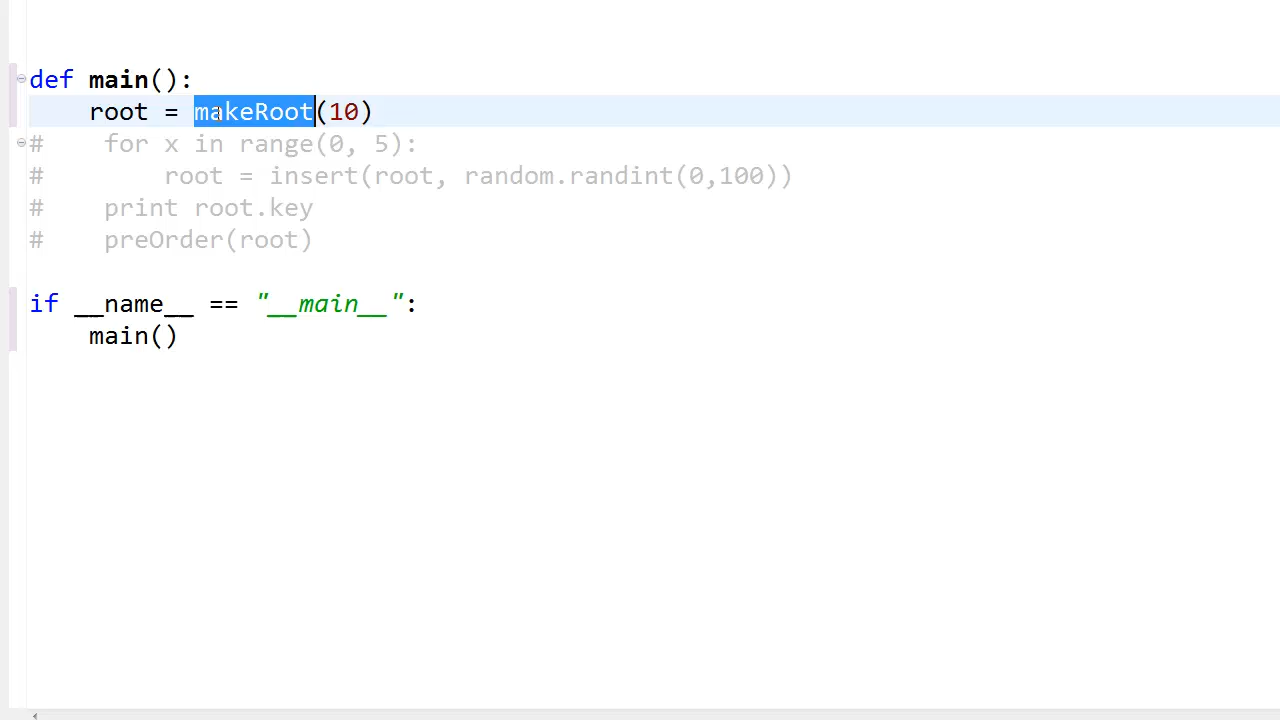 def main():
    root = makeRoot(10)
#    for x in range(0, 5):
#        root = insert(root, random.randint(0,100))
#    print root.key
#    preOrder(root)
if __name__ == "__main__":
    main()